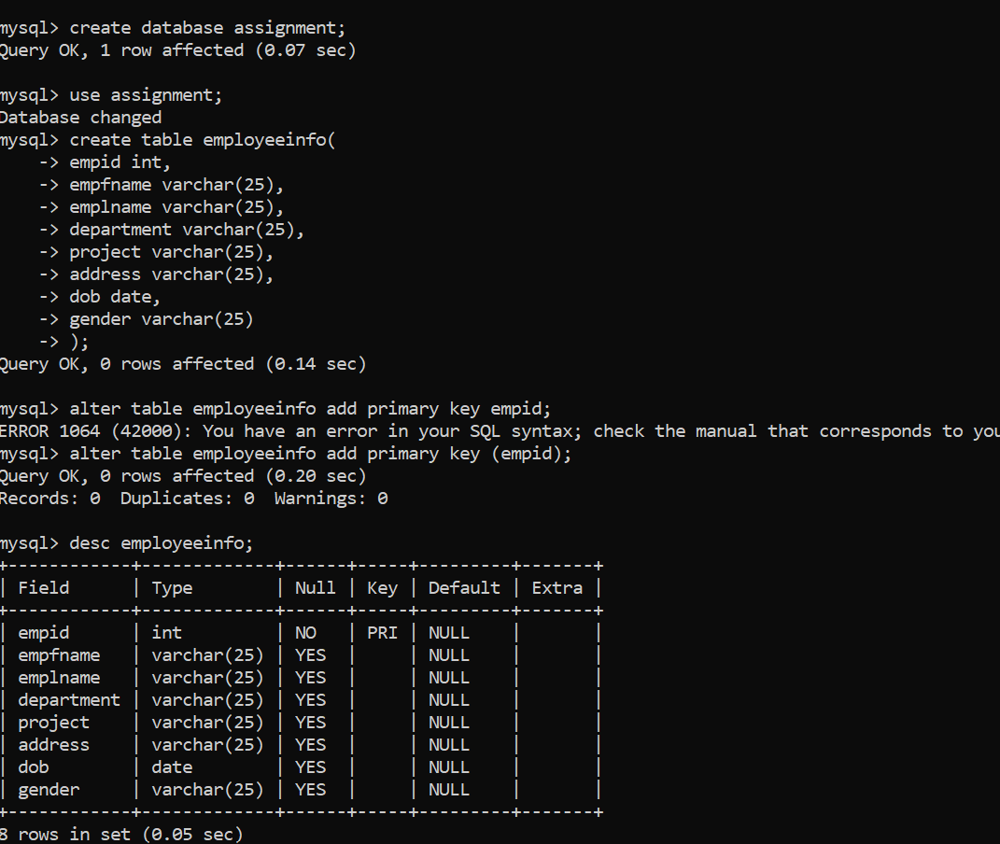 mysql> create database assignment;
Query OK, 1 row affected (0.07 sec)
mysql> use assignment;
Database changed
mysql> create table employeeinfo(
    -> empid int,
    -> empfname varchar(25),
    -> emplname varchar(25),
    -> department varchar(25),
    -> project varchar(25),
    -> address varchar(25),
    -> dob date,
    -> gender varchar(25)
    -> );
Query OK, 0 rows affected (0.14 sec)
mysql> alter table employeeinfo add primary key empid;
ERROR 1064 (42000): You have an error in your SQL syntax; check the manual that corresponds to you
mysql> alter table employeeinfo add primary key (empid);
Query OK, 0 rows affected (0.20 sec)
Records: 0  Duplicates: 0  Warnings: 0
mysql> desc employeeinfo;
+------------+-------------+------+-----+---------+-------+
| Field      | Type        | Null | Key | Default | Extra |
+------------+-------------+------+-----+---------+-------+
| empid      | int         | NO   | PRI | NULL    |       |
| empfname   | varchar(25) | YES  |     | NULL    |       |
| emplname   | varchar(25) | YES  |     | NULL    |       |
| department | varchar(25) | YES  |     | NULL    |       |
| project    | varchar(25) | YES  |     | NULL    |       |
| address    | varchar(25) | YES  |     | NULL    |       |
| dob        | date        | YES  |     | NULL    |       |
| gender     | varchar(25) | YES  |     | NULL    |       |
+------------+-------------+------+-----+---------+-------+
8 rows in set (0.05 sec)